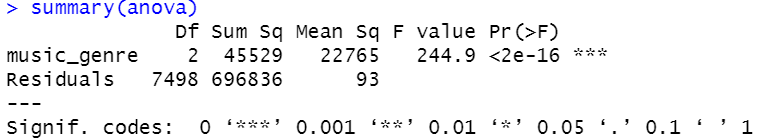 > summary(anova)
              Df Sum Sq Mean Sq F value Pr(>F)
music_genre    2  45529   22765   244.9 <2e-16 ***
Residuals   7498 696836      93
---
Signif. codes:  0 ‘***’ 0.001 ‘**’ 0.01 ‘*’ 0.05 ‘.’ 0.1 ‘ ’ 1